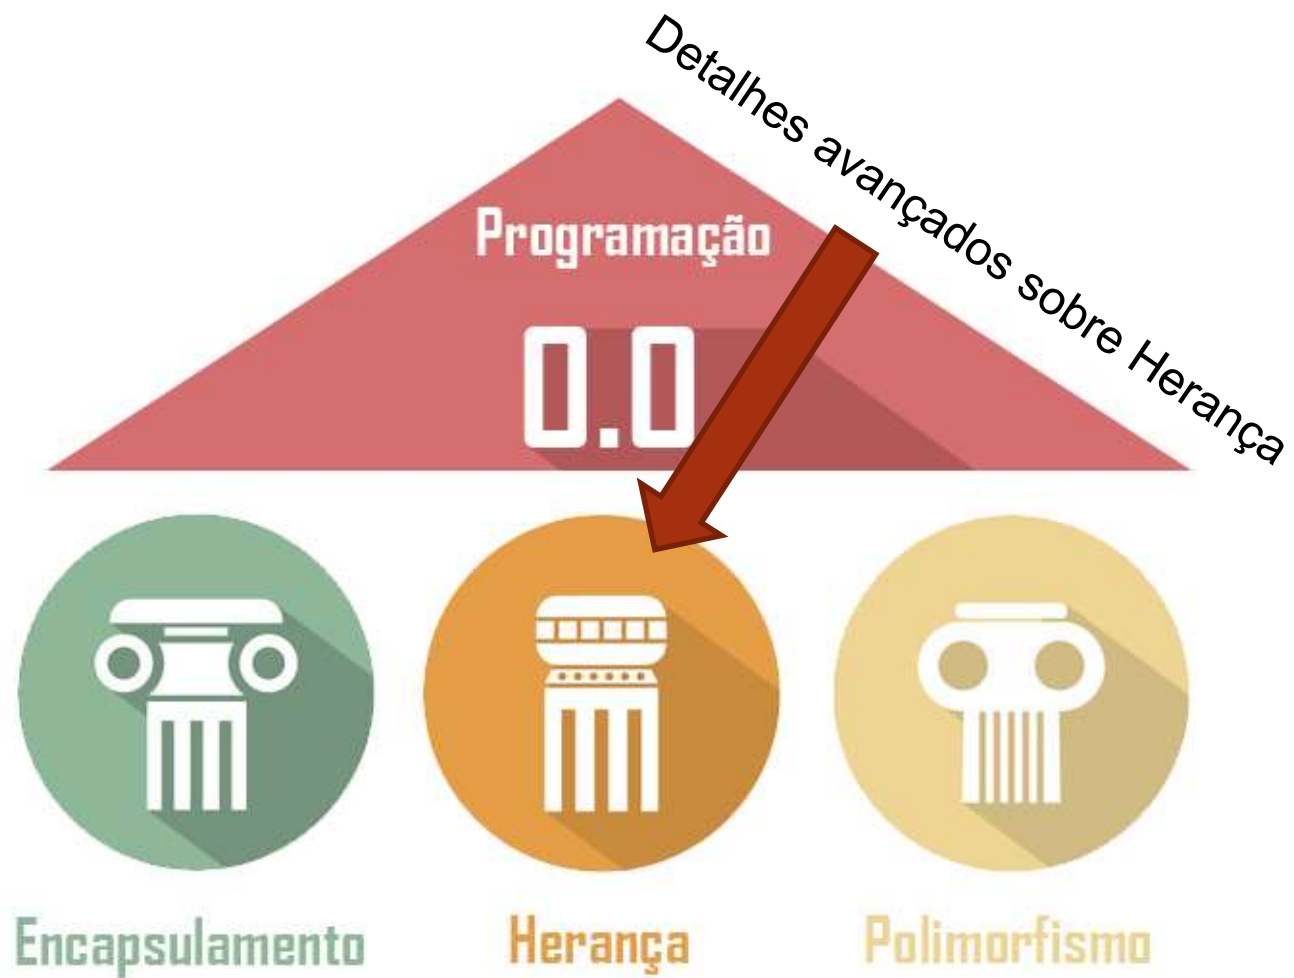 Detalhes avançados sobre Herança
Programação
O.O
Encapsulamento
Herança
Polimorfismo